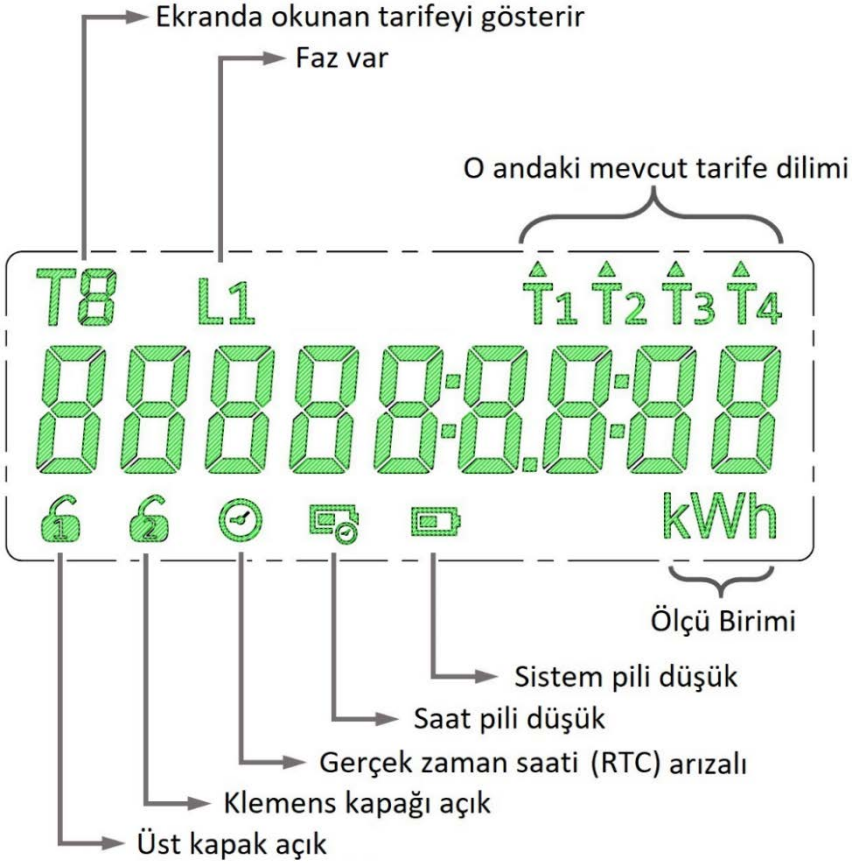 Ekranda okunan tarifeyi gösterir
Faz var
O andaki mevcut tarife dilimi
T8 L1 T1 T2 T3 T4
88888:8.8:88
1 2 kWh
Ölçü Birimi
Sistem pili düşük
Saat pili düşük
Gerçek zaman saati (RTC) arızalı
Klemens kapağı açık
Üst kapak açık